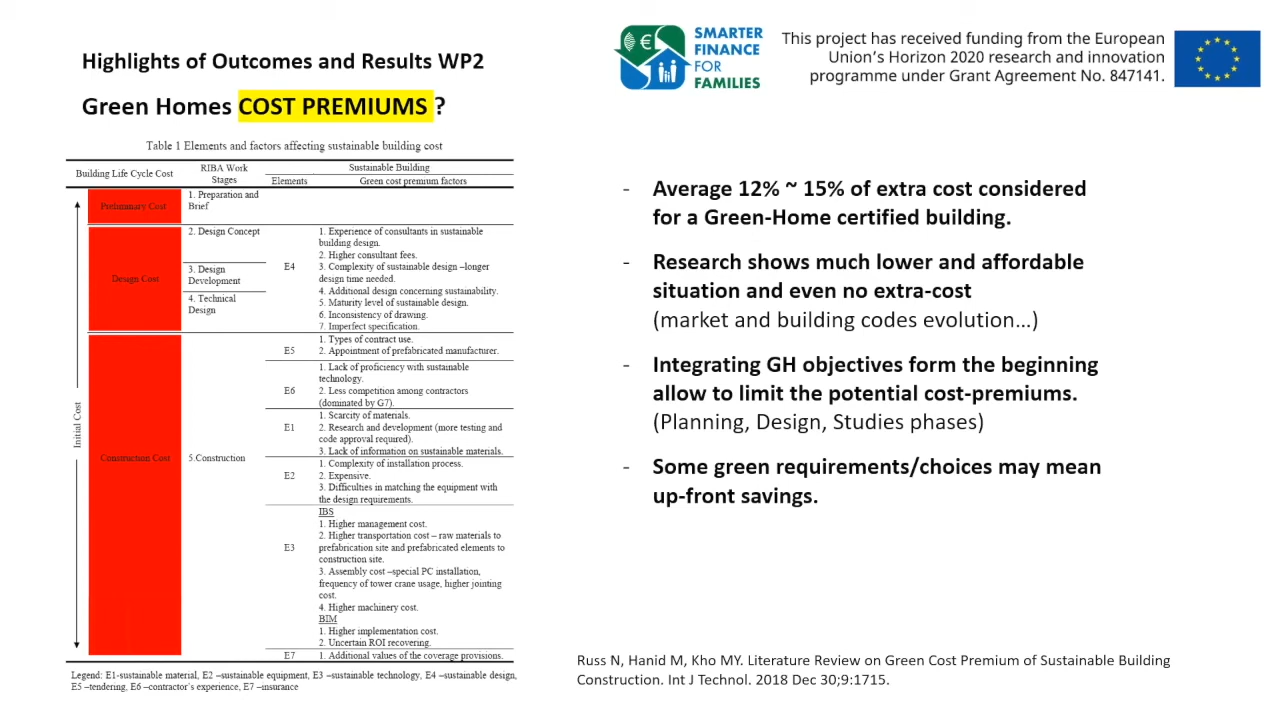 Highlights of Outcomes and Results WP2
Green Homes COST PREMIUMS ?
SMARTER
FINANCE
FOR
FAMILIES
This project has received funding from the European
Union's Horizon 2020 research and innovation
programme under Grant Agreement No. 847141.
Table 1 Elements and factors affecting sustainable building cost
Building Life Cycle Cost
RIBA Work
Stages
Sustainable Building
Elements
Green cost premium factors
Initial Cost
Preliminary Cost
1. Preparation and
Brief
Design Cost
2. Design Concept
3. Design
Development
4. Technical
Design
E4
1. Experience of consultants in sustainable
building design.
2. Higher consultant fees.
3. Complexity of sustainable design –longer
design time needed.
4. Additional design concerning sustainability.
5. Maturity level of sustainable design.
6. Inconsistency of drawing.
7. Imperfect specification.
Construction Cost
5.Construction
E5
1. Types of contract use.
2. Appointment of prefabricated manufacturer.
E6
1. Lack of proficiency with sustainable
technology.
2. Less competition among contractors
(dominated by G7).
E1
1. Scarcity of materials.
2. Research and development (more testing and
code approval required).
3. Lack of information on sustainable materials.
E2
1. Complexity of installation process.
2. Expensive.
3. Difficulties in matching the equipment with
the design requirements.
E3
IBS
1. Higher management cost.
2. Higher transportation cost – raw materials to
prefabrication site and prefabricated elements to
construction site.
3. Assembly cost –special PC installation,
frequency of tower crane usage, higher jointing
cost.
4. Higher machinery cost.
BIM
1. Higher implementation cost.
2. Uncertain ROI recovering.
E7
1. Additional values of the coverage provisions.
Legend: E1-sustainable material, E2 –sustainable equipment, E3 –sustainable technology, E4 –sustainable design,
E5 –tendering, E6 –contractor's experience, E7 –insurance
- Average 12% ~ 15% of extra cost considered
for a Green-Home certified building.
- Research shows much lower and affordable
situation and even no extra-cost
(market and building codes evolution...)
- Integrating GH objectives form the beginning
allow to limit the potential cost-premiums.
(Planning, Design, Studies phases)
- Some green requirements/choices may mean
up-front savings.
Russ N, Hanid M, Kho MY. Literature Review on Green Cost Premium of Sustainable Building
Construction. Int J Technol. 2018 Dec 30;9:1715.